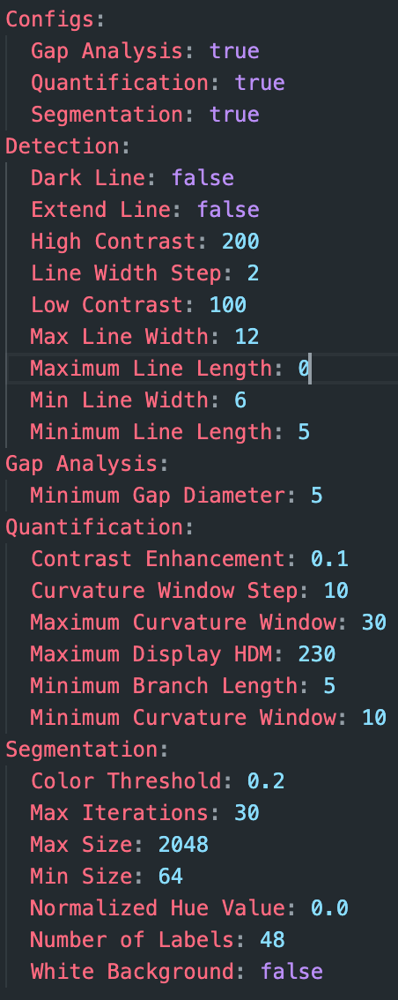 Configs:
Gap Analysis: true
Quantification: true
Segmentation: true
Detection:
Dark Line: false
Extend Line: false
High Contrast: 200
Line Width Step: 2
Low Contrast: 100
Max Line Width: 12
Maximum Line Length: 0
Min Line Width: 6
Minimum Line Length: 5
Gap Analysis:
Minimum Gap Diameter: 5
Quantification:
Contrast Enhancement: 0.1
Curvature Window Step: 10
Maximum Curvature Window: 30
Maximum Display HDM: 230
Minimum Branch Length: 5
Minimum Curvature Window: 10
Segmentation:
Color Threshold: 0.2
Max Iterations: 30
Max Size: 2048
Min Size: 64
Normalized Hue Value: 0.0
Number of Labels: 48
White Background: false